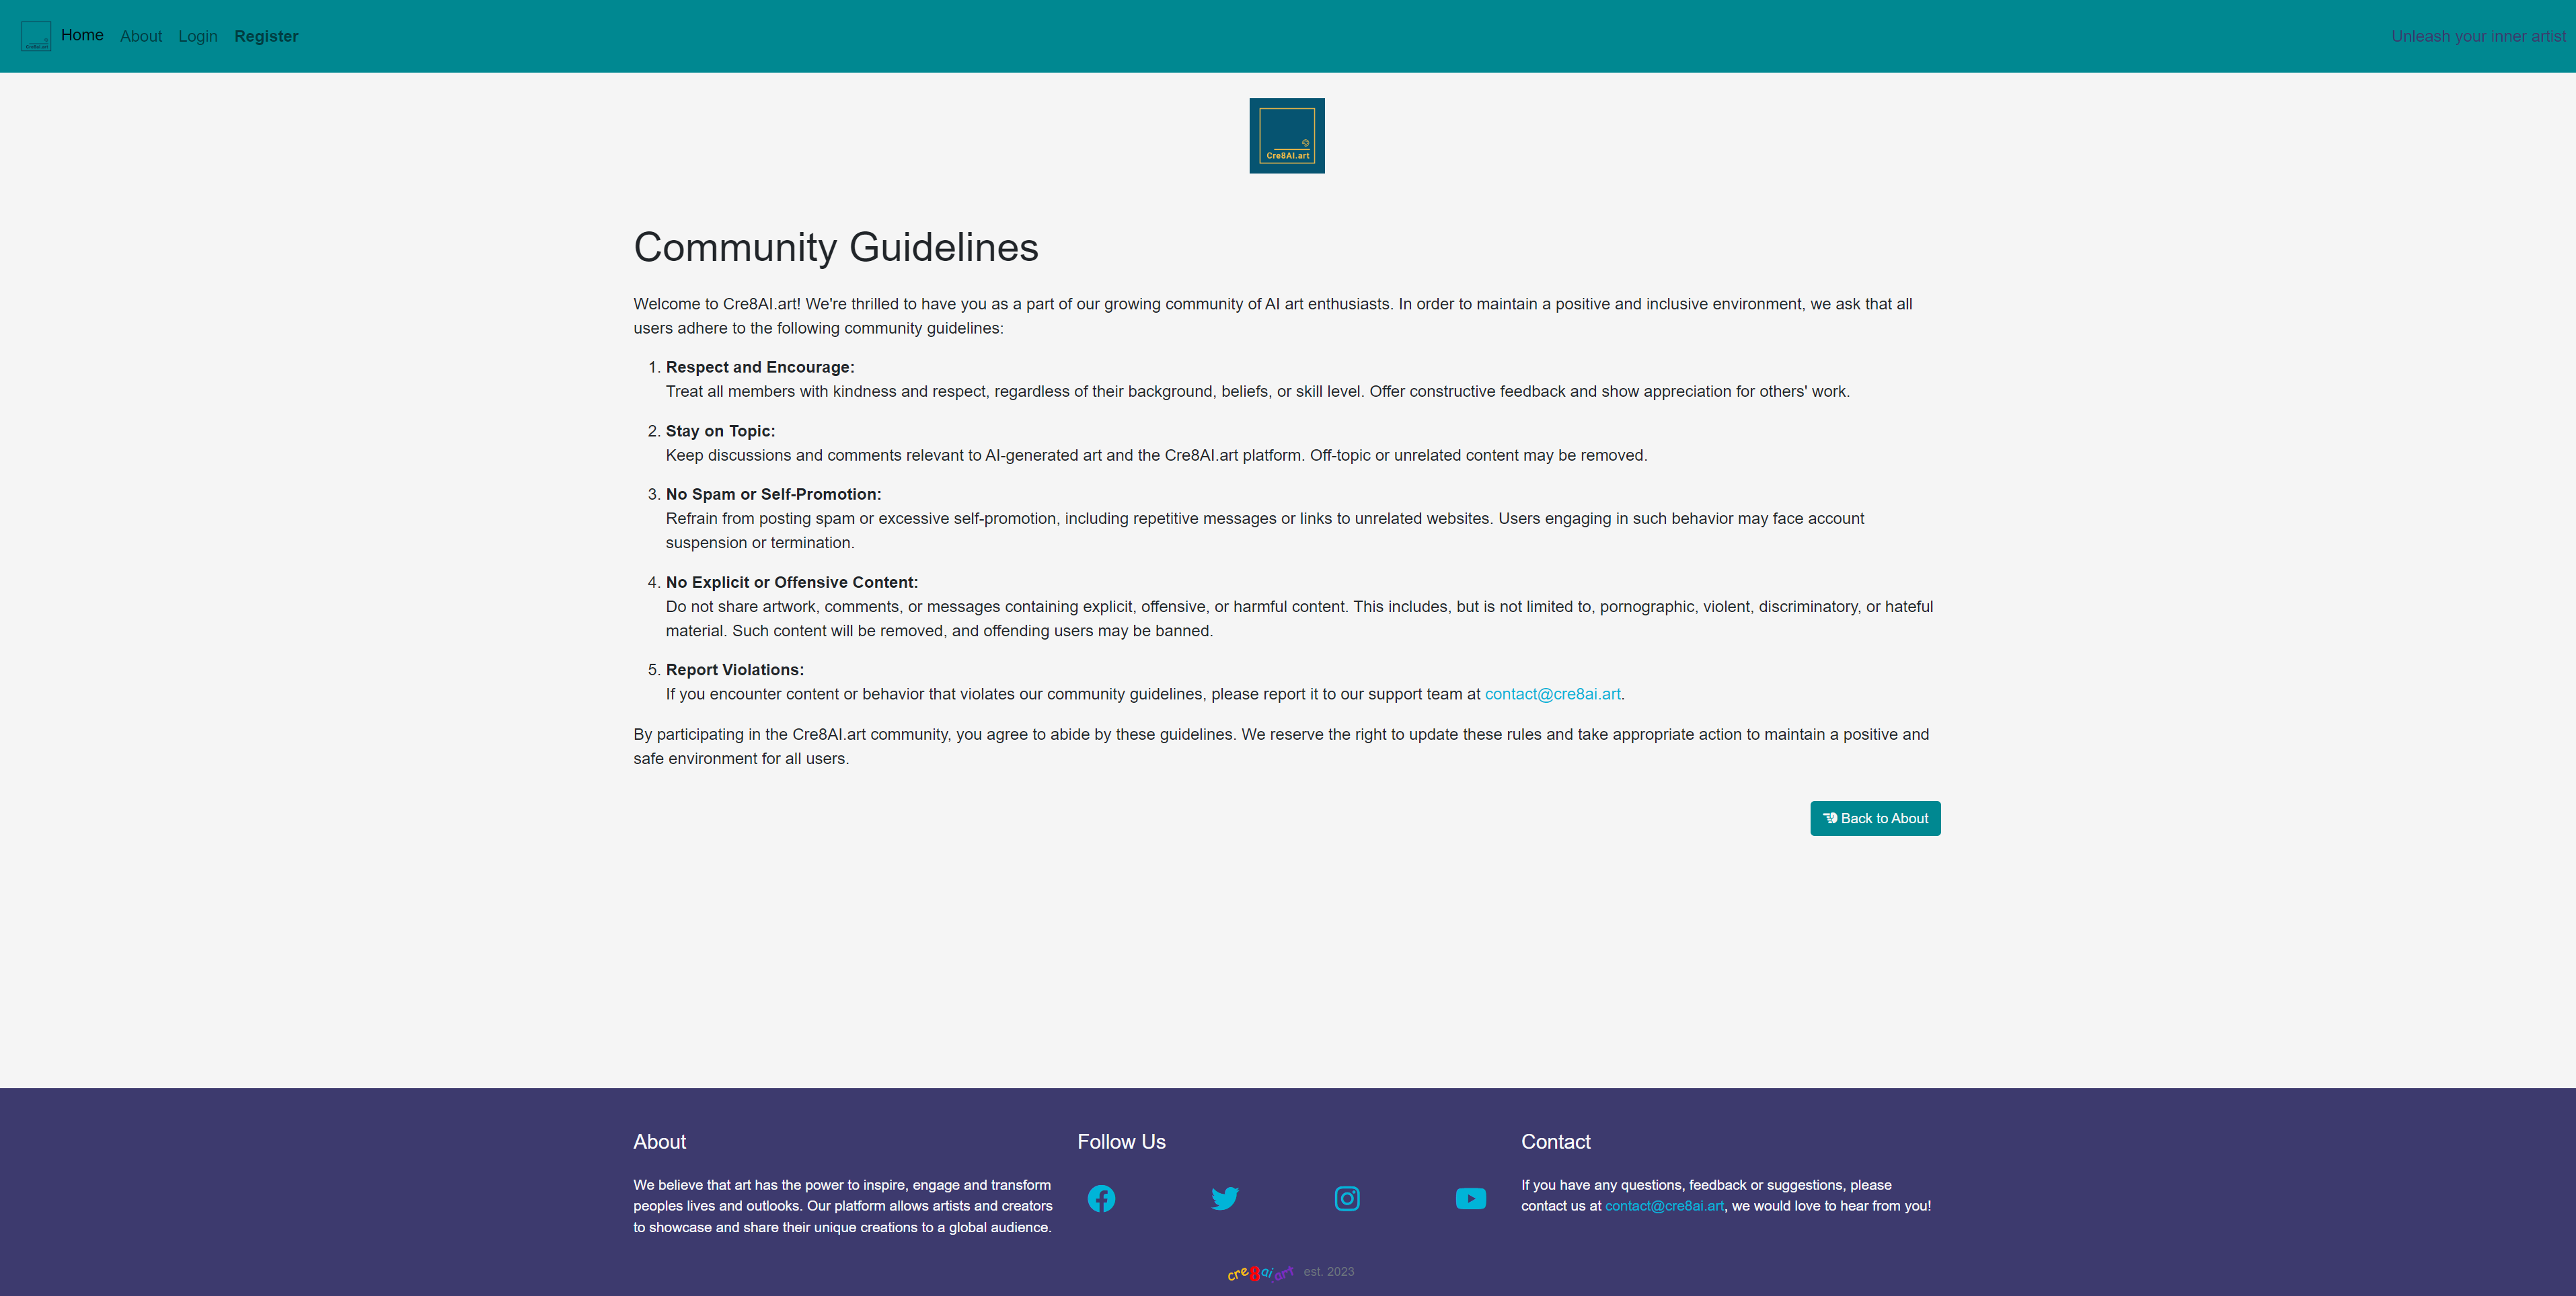 Home About Login Register
Unleash your inner artist
Cre8AI.art
Community Guidelines
Welcome to Cre8AI.art! We're thrilled to have you as a part of our growing community of AI art enthusiasts. In order to maintain a positive and inclusive environment, we ask that all
users adhere to the following community guidelines:
1. Respect and Encourage:
Treat all members with kindness and respect, regardless of their background, beliefs, or skill level. Offer constructive feedback and show appreciation for others' work.
2. Stay on Topic:
Keep discussions and comments relevant to AI-generated art and the Cre8AI.art platform. Off-topic or unrelated content may be removed.
3. No Spam or Self-Promotion:
Refrain from posting spam or excessive self-promotion, including repetitive messages or links to unrelated websites. Users engaging in such behavior may face account
suspension or termination.
4. No Explicit or Offensive Content:
Do not share artwork, comments, or messages containing explicit, offensive, or harmful content. This includes, but is not limited to, pornographic, violent, discriminatory, or hateful
material. Such content will be removed, and offending users may be banned.
5. Report Violations:
If you encounter content or behavior that violates our community guidelines, please report it to our support team at contact@cre8ai.art.
By participating in the Cre8AI.art community, you agree to abide by these guidelines. We reserve the right to update these rules and take appropriate action to maintain a positive and
safe environment for all users.
Back to About
About
We believe that art has the power to inspire, engage and transform
peoples lives and outlooks. Our platform allows artists and creators
to showcase and share their unique creations to a global audience.
Follow Us
Contact
If you have any questions, feedback or suggestions, please
contact us at contact@cre8ai.art, we would love to hear from you!
cre8ai.art est. 2023